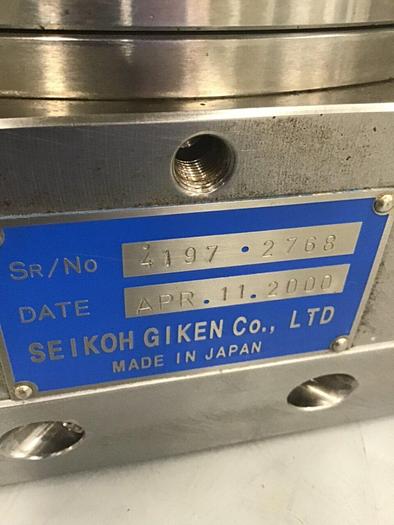 SR/NO 4197 · 2768
DATE APR. 11. 2000
SEIKOH GIKEN CO., LTD
MADE IN JAPAN